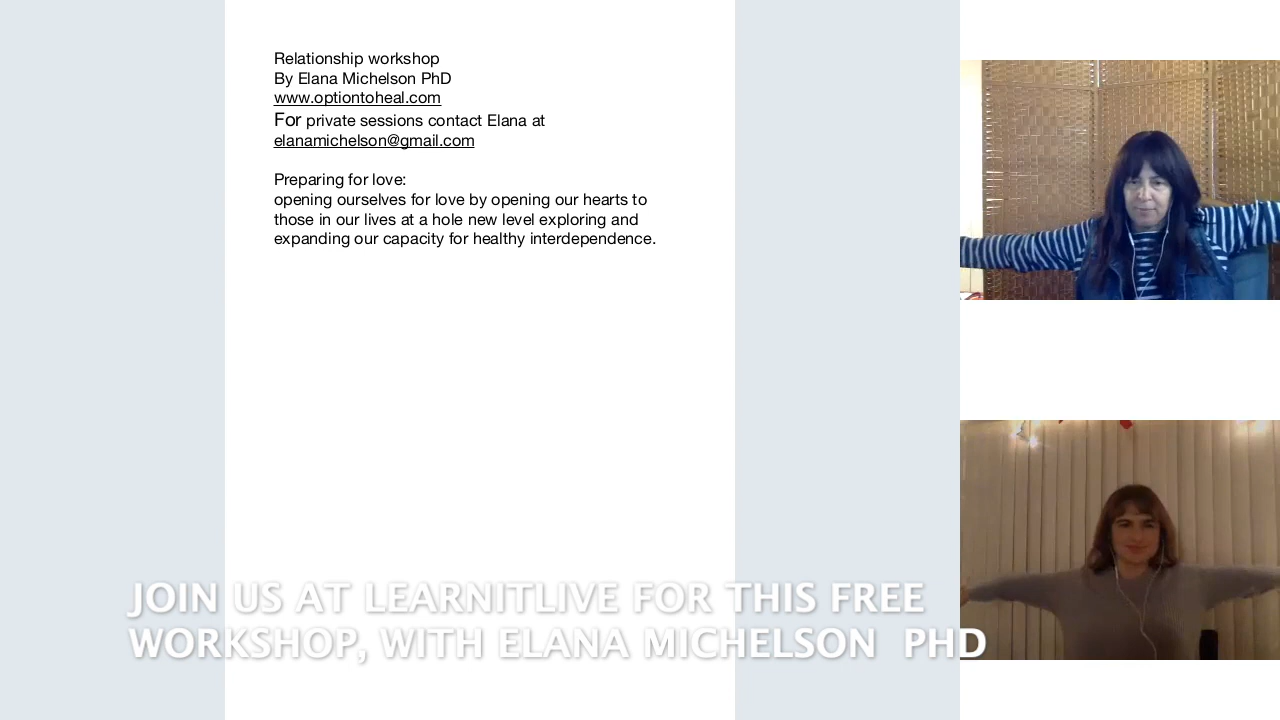 Relationship workshop
By Elana Michelson PhD
www.optiontoheal.com
For private sessions contact Elana at
elanamichelson@gmail.com
Preparing for love:
opening ourselves for love by opening our hearts to
those in our lives at a hole new level exploring and
expanding our capacity for healthy interdependence.
JOIN US AT LEARNITLIVE FOR THIS FREE
WORKSHOP, WITH ELANA MICHELSON PHD